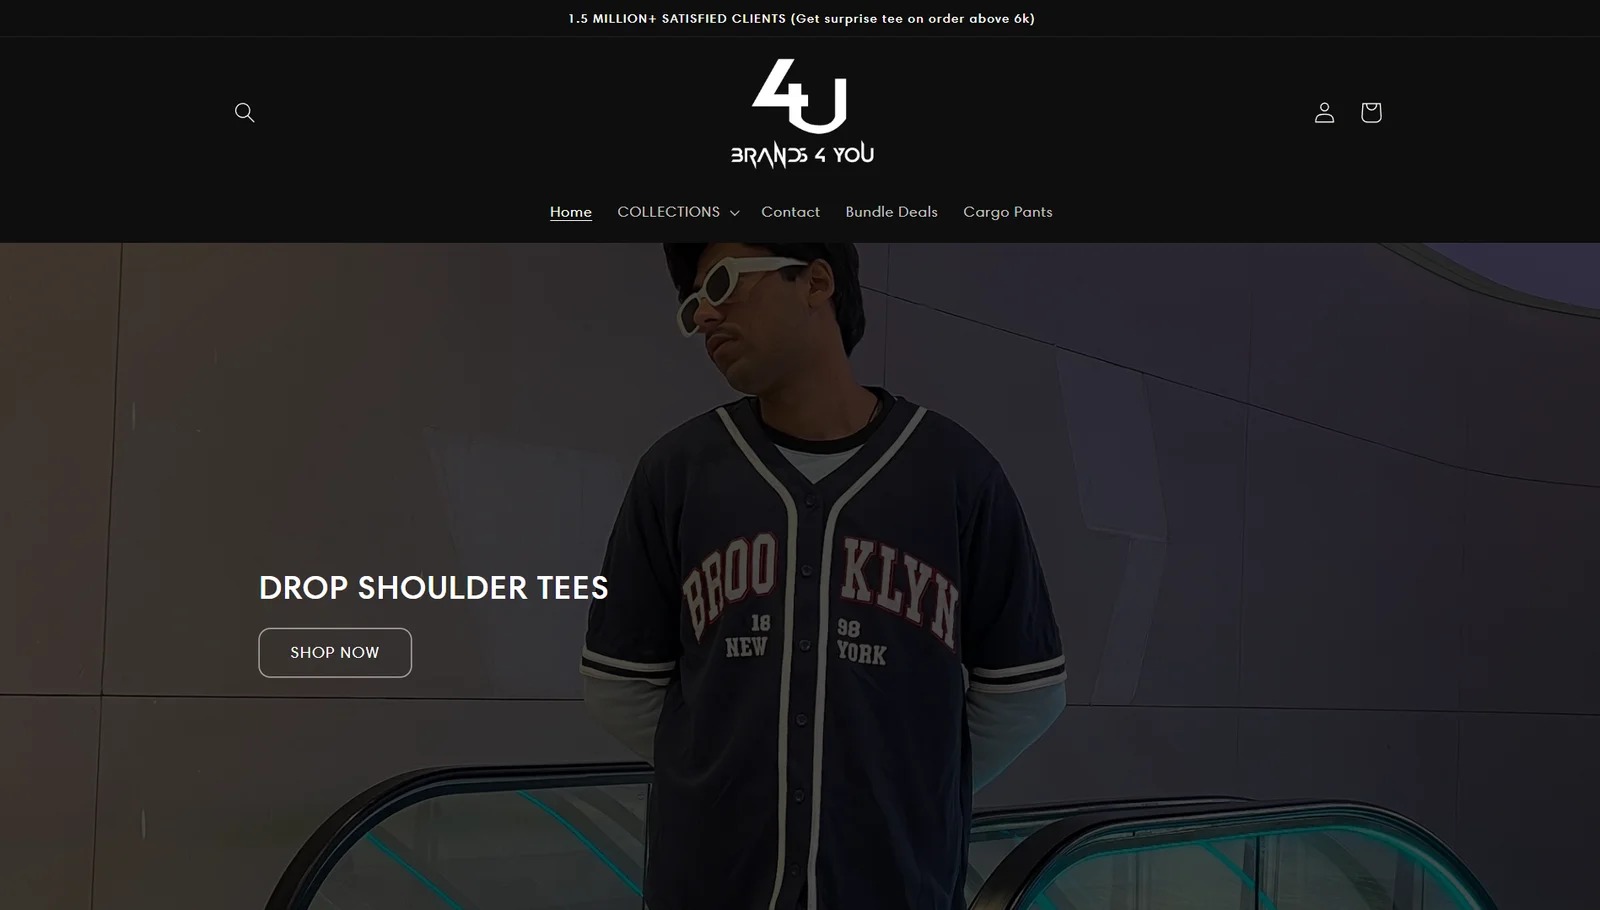 1.5 MILLION+ SATISFIED CLIENTS (Get surprise tee on order above 6k)
4U
BRANDS 4 YOU
Home COLLECTIONS Contact Bundle Deals Cargo Pants
BROOKLYN
18 98
NEW YORK
DROP SHOULDER TEES
SHOP NOW